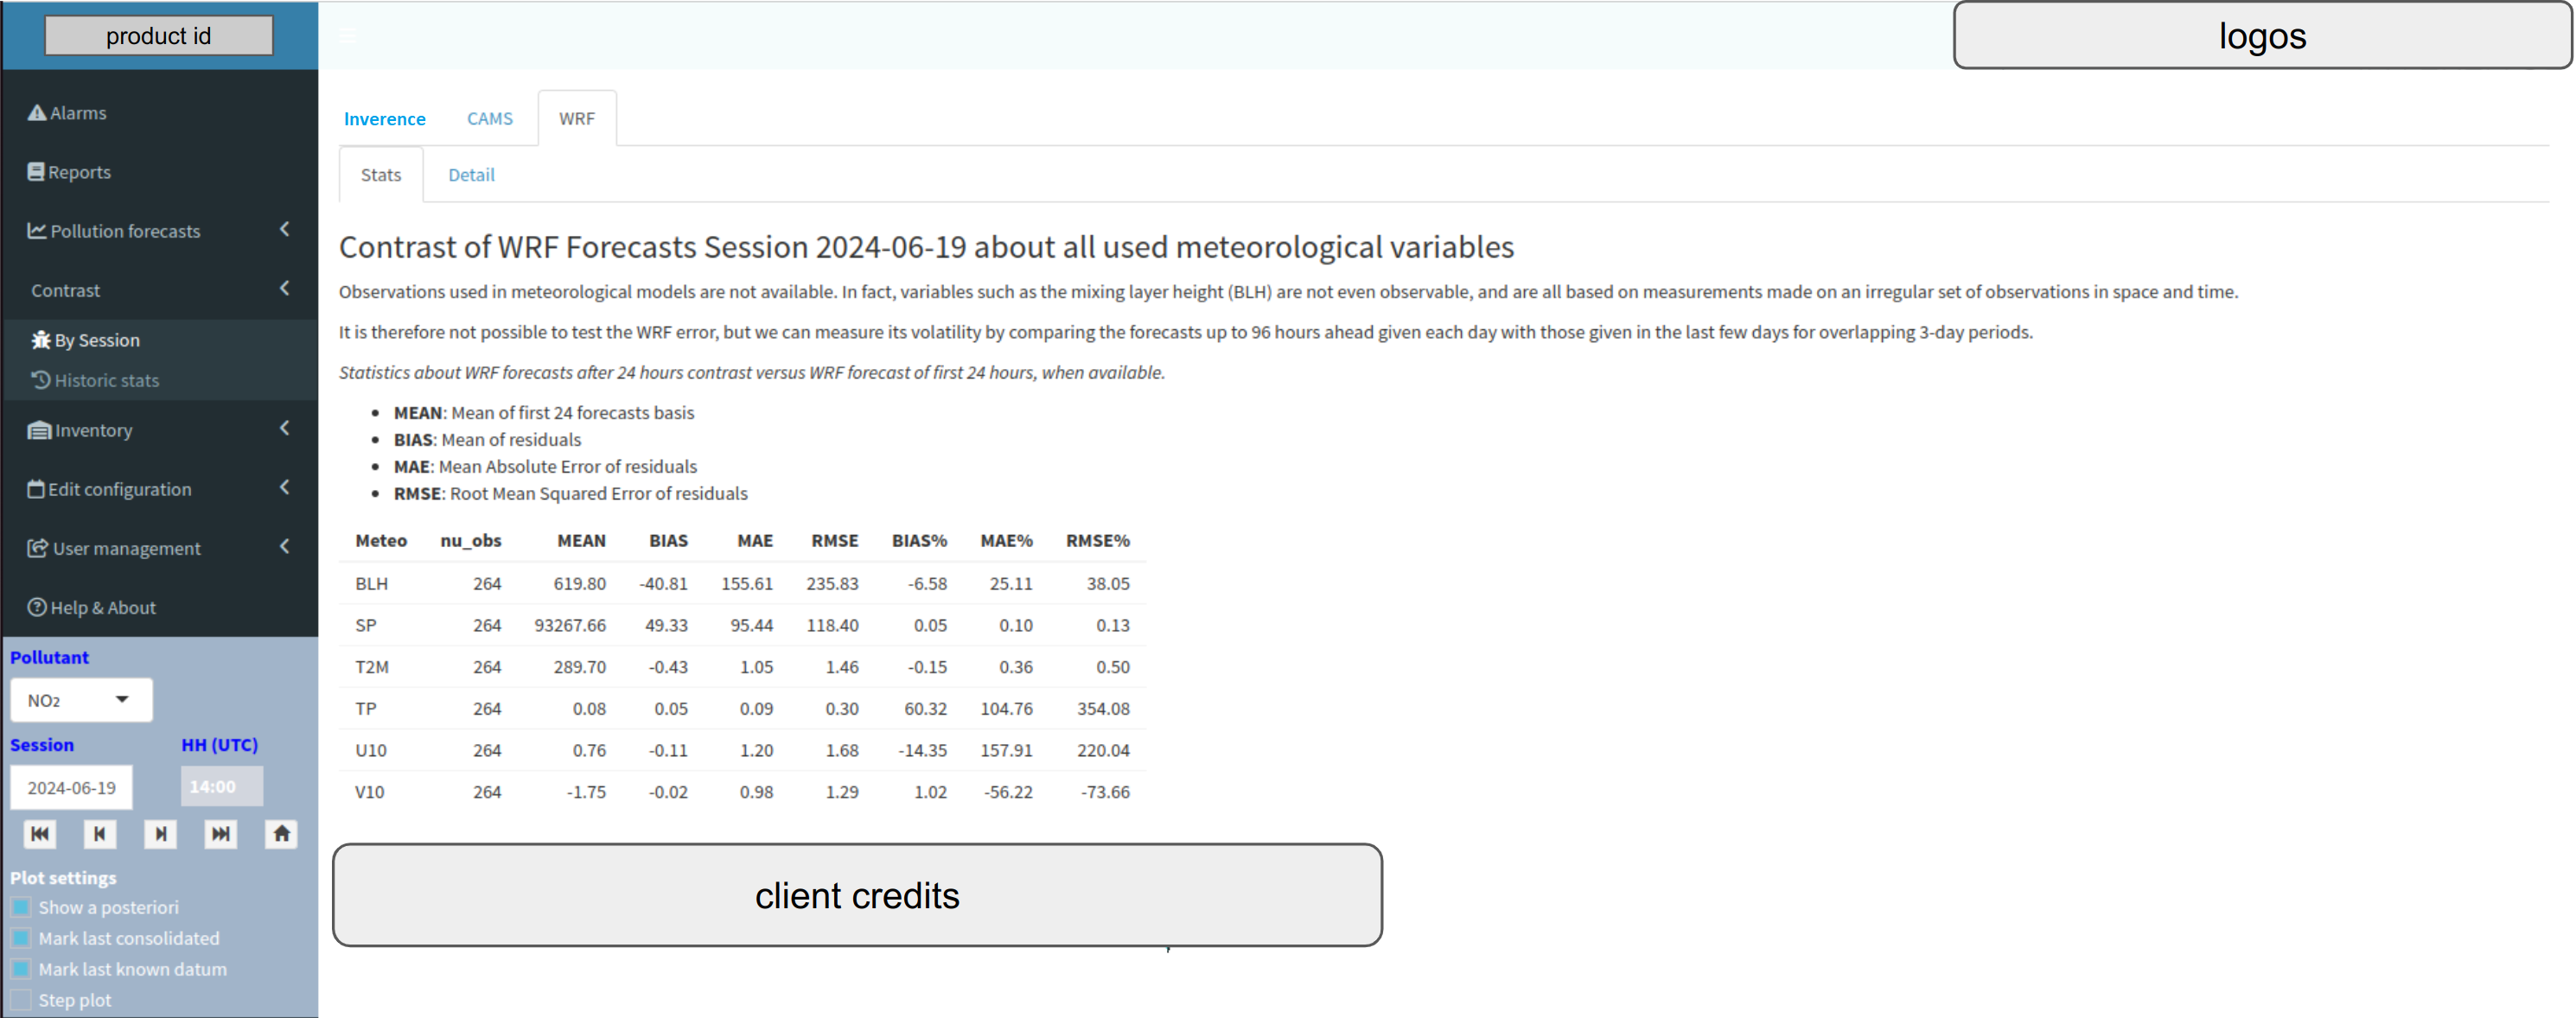 product id
logos
Alarms
Reports
Pollution forecasts
Contrast
By Session
Historic stats
Inventory
Edit configuration
User management
Help & About
Pollutant
NO₂
Session HH (UTC)
2024-06-19 14:00
Plot settings
Show a posteriori
Mark last consolidated
Mark last known datum
Step plot
Inverence CAMS WRF
Stats Detail
Contrast of WRF Forecasts Session 2024-06-19 about all used meteorological variables
Observations used in meteorological models are not available. In fact, variables such as the mixing layer height (BLH) are not even observable, and are all based on measurements made on an irregular set of observations in space and time.
It is therefore not possible to test the WRF error, but we can measure its volatility by comparing the forecasts up to 96 hours ahead given each day with those given in the last few days for overlapping 3-day periods.
Statistics about WRF forecasts after 24 hours contrast versus WRF forecast of first 24 hours, when available.
• MEAN: Mean of first 24 forecasts basis
• BIAS: Mean of residuals
• MAE: Mean Absolute Error of residuals
• RMSE: Root Mean Squared Error of residuals
Meteo nu_obs MEAN BIAS MAE RMSE BIAS% MAE% RMSE%
BLH 264 619.80 -40.81 155.61 235.83 -6.58 25.11 38.05
SP 264 93267.66 49.33 95.44 118.40 0.05 0.10 0.13
T2M 264 289.70 -0.43 1.05 1.46 -0.15 0.36 0.50
TP 264 0.08 0.05 0.09 0.30 60.32 104.76 354.08
U10 264 0.76 -0.11 1.20 1.68 -14.35 157.91 220.04
V10 264 -1.75 -0.02 0.98 1.29 1.02 -56.22 -73.66
client credits